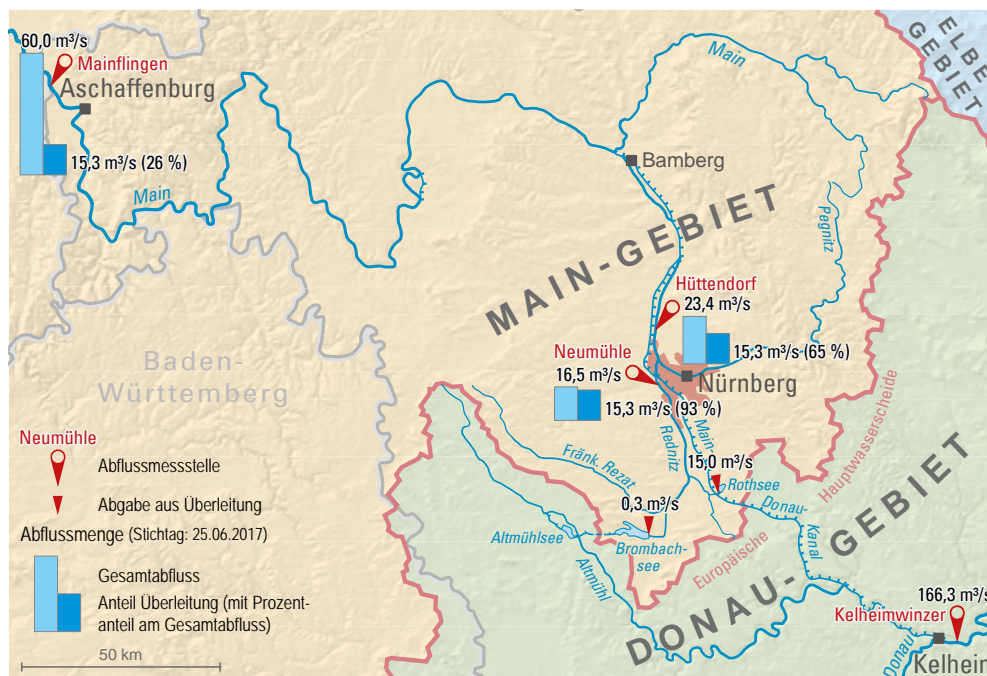 60,0 m³/s
Mainflingen
Aschaffenburg
15,3 m³/s (26 %)
Main
Main
ELBE-
GEBIET
Bamberg
Pegnitz
MAIN-GEBIET
Hüttendorf
23,4 m³/s
15,3 m³/s (65 %)
Neumühle
16,5 m³/s
Nürnberg
15,3 m³/s (93 %)
Baden-
Württemberg
Rednitz
Main-
Donau-
Kanal
15,0 m³/s
Rothsee
Fränk. Rezat
0,3 m³/s
Altmühlsee
Brombach-
see
Altmühl
Europäische
Hauptwasserscheide
DONAU-
GEBIET
166,3 m³/s
Kelheimwinzer
Donau
Kelheim
Neumühle
Abflussmessstelle
Abgabe aus Überleitung
Abflussmenge (Stichtag: 25.06.2017)
Gesamtabfluss
Anteil Überleitung (mit Prozent-
anteil am Gesamtabfluss)
50 km